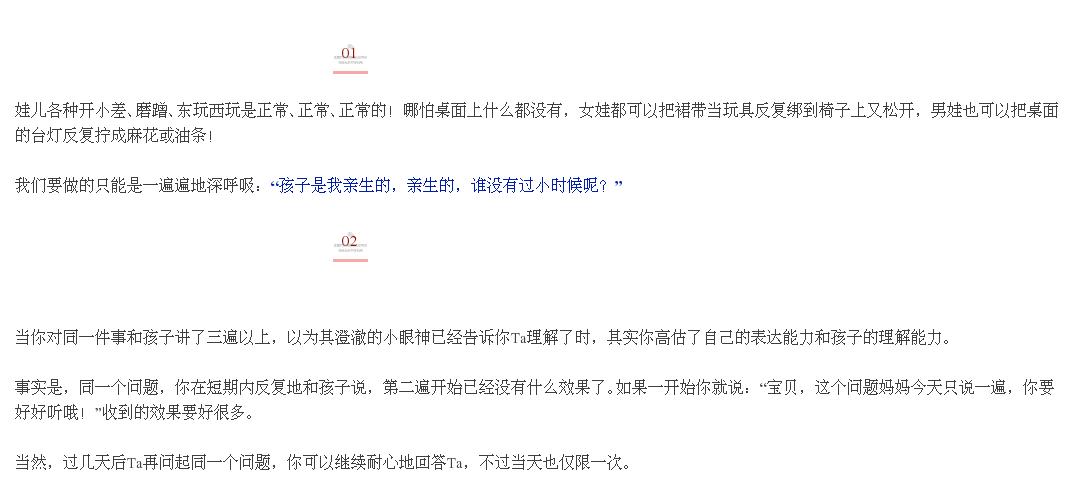 01
娃儿各种开小差、磨蹭、东玩西玩是正常、正常、正常的！哪怕桌面上什么都没有，女娃都可以把裙带当玩具反复绑到椅子上又松开，男娃也可以把桌面
的台灯反复拧成麻花或油条！
我们要做的只能是一遍遍地深呼吸：“孩子是我亲生的，亲生的，谁没有过小时候呢？”
02
当你对同一件事和孩子讲了三遍以上，以为其澄澈的小眼神已经告诉你Ta理解了时，其实你高估了自己的表达能力和孩子的理解能力。
事实是，同一个问题，你在短期内反复地和孩子说，第二遍开始已经没有什么效果了。如果一开始你就说：“宝贝，这个问题妈妈今天只说一遍，你要
好好听哦！”收到的效果要好很多。
当然，过几天后Ta再问起同一个问题，你可以继续耐心地回答Ta，不过当天也仅限一次。